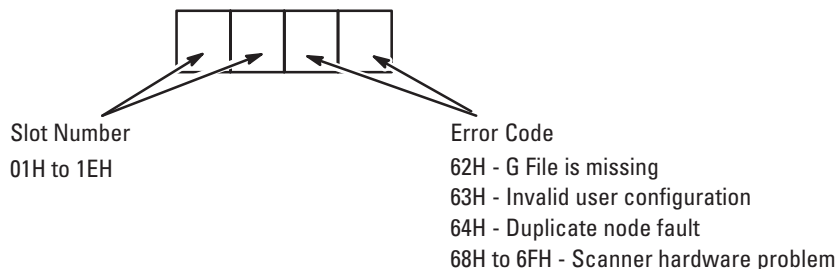 Slot Number
01H to 1EH
Error Code
62H - G File is missing
63H - Invalid user configuration
64H - Duplicate node fault
68H to 6FH - Scanner hardware problem